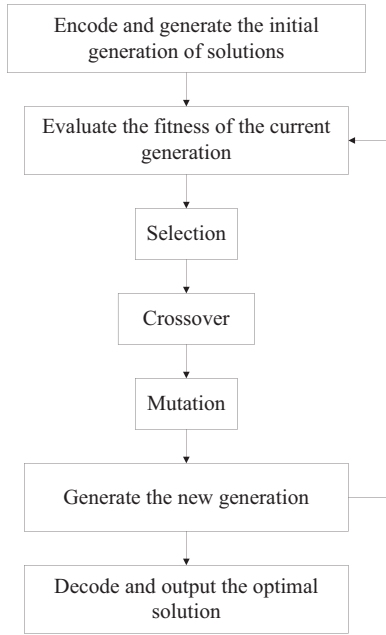 Encode and generate the initial
generation of solutions
Evaluate the fitness of the current
generation
Selection
Crossover
Mutation
Generate the new generation
Decode and output the optimal
solution